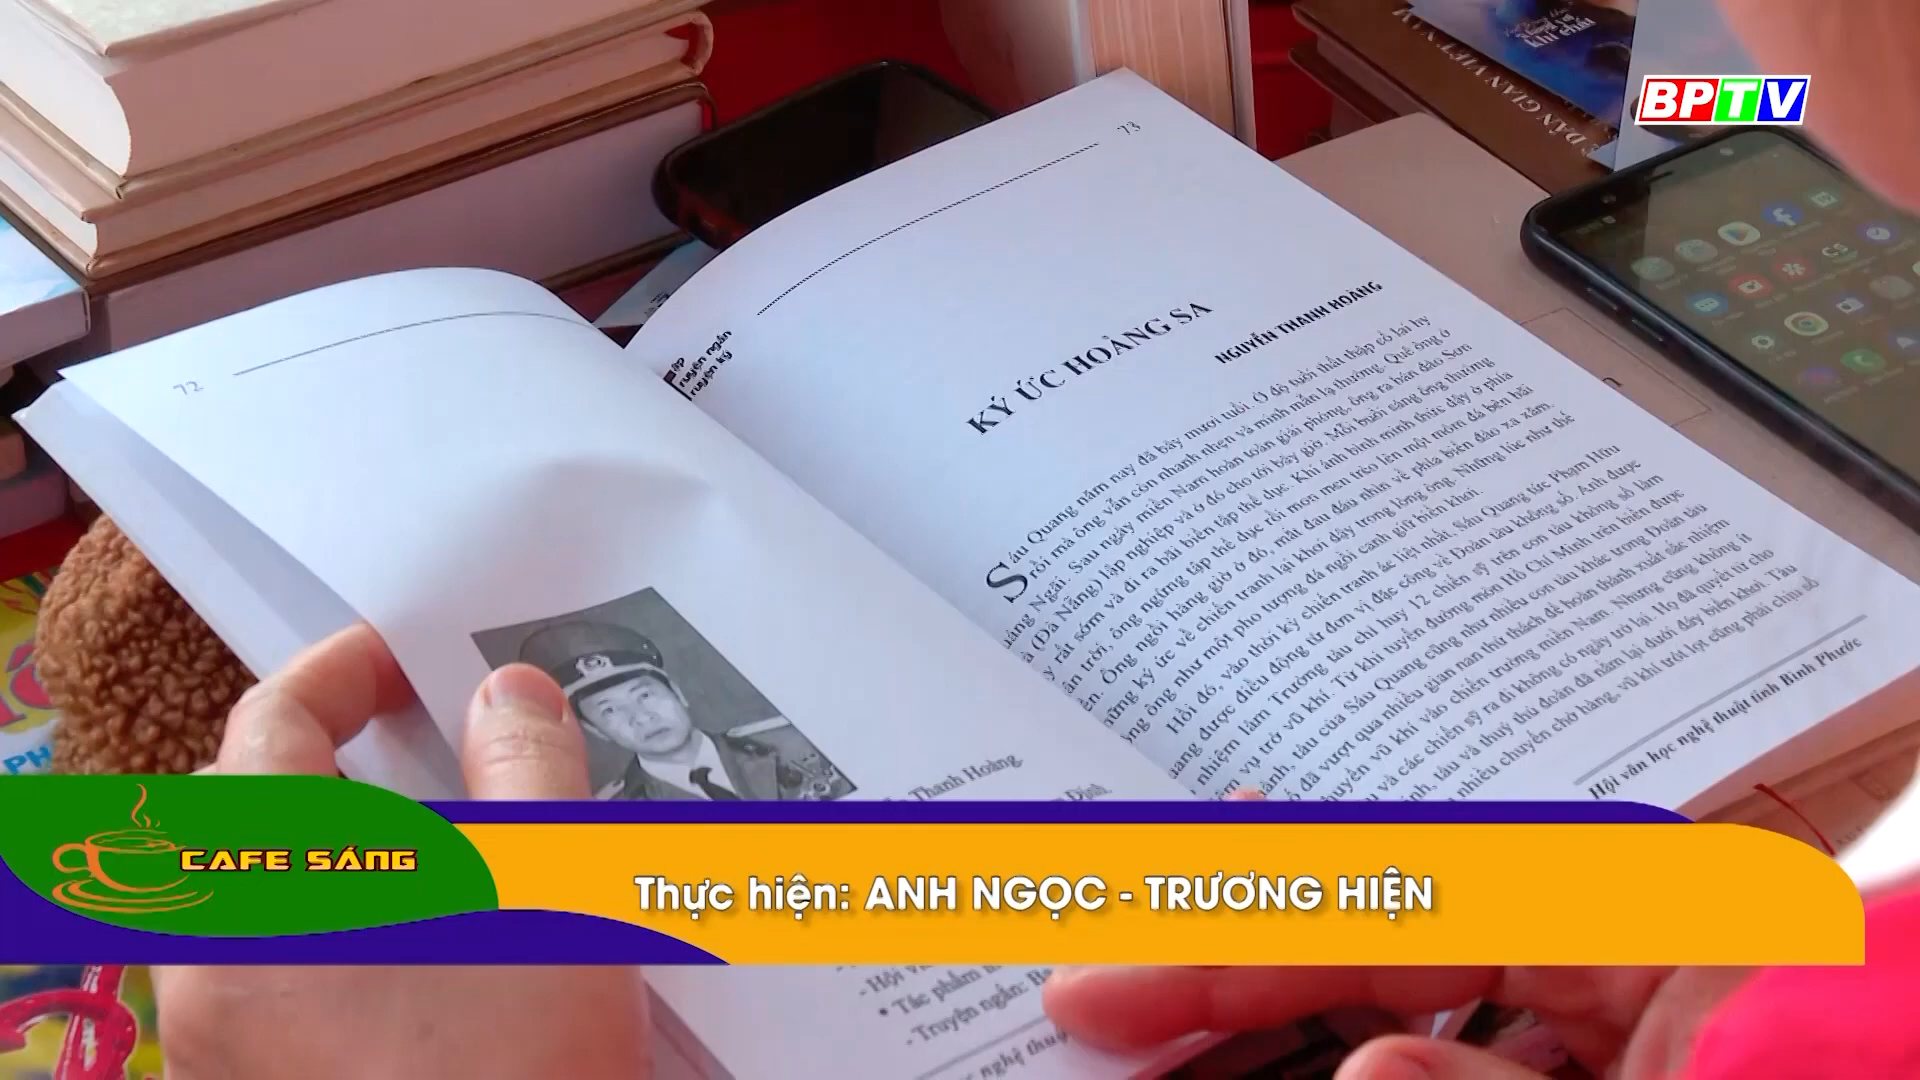 BPTV
72
73
KÝ ỨC HOÀNG SA
NGUYỄN THANH HOÀNG
Sáu Quang năm nay đã bảy mươi tuổi. Ở độ tuổi thất thập cổ lai hy
rồi mà ông vẫn còn nhanh nhẹn và minh mẫn lạ thường. Quê ông ở
Ngãi. Sau ngày miền Nam hoàn toàn giải phóng, ông ra bán đảo Sơn
(Đà Nẵng) lập nghiệp và ở đó cho tới bây giờ. Mỗi buổi sáng ông thường
rất sớm và đi ra bãi biển tập thể dục. Khi ánh bình minh thức dậy ở phía
trời, ông ngừng tập thể dục rồi mon men trèo lên một mỏm đá bên bãi
Ông ngồi hàng giờ ở đó, mắt đau đáu nhìn về phía biển đảo xa xăm.
ký ức về chiến tranh lại khơi dậy trong lòng ông. Những lúc như thế
ông như một pho tượng đá ngồi canh giữ biển khơi.
Hồi đó, vào thời kỳ chiến tranh ác liệt nhất, Sáu Quang tức Phạm Hữu
được điều động từ đơn vị đặc công về Đoàn tàu không số. Anh được
nhiệm làm Trưởng tàu chỉ huy 12 chiến sỹ trên con tàu không số làm
vụ trở vũ khí. Từ khi tuyến đường mòn Hồ Chí Minh trên biển được
tàu của Sáu Quang cũng như nhiều con tàu khác trong Đoàn tàu
đã vượt qua nhiều gian nan thử thách để hoàn thành xuất sắc nhiệm
vũ khí vào chiến trường miền Nam. Nhưng cũng không ít
và các chiến sỹ ra đi không có ngày trở lại. Họ đã quyết tử cho
tàu và thuỷ thủ đoàn đã nằm lại dưới đáy biển khơi. Tàu
nhiều chuyến chở hàng, vũ khí trót lọt cũng phải chịu số
Hội văn học nghệ thuật tỉnh Bình Phước
Thanh Hoàng
Định
- Hội
• Tác phẩm
- Truyện ngắn:
nghệ thuật
DÂN GIAN VIỆT
CAFE SÁNG
Thực hiện: ANH NGỌC - TRƯƠNG HIỆN